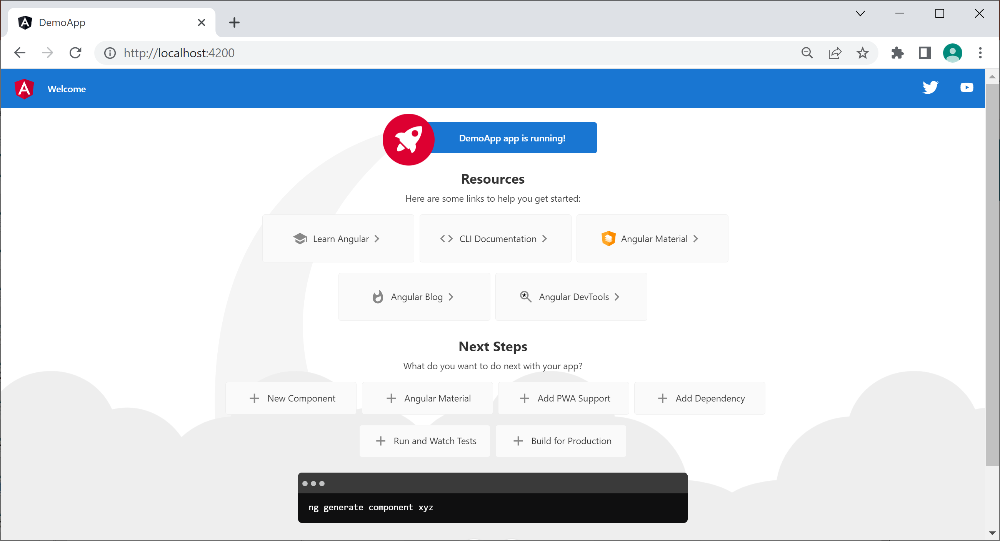 DemoApp
http://localhost:4200
Welcome
DemoApp app is running!
Resources
Here are some links to help you get started:
Learn Angular
CLI Documentation
Angular Material
Angular Blog
Angular DevTools
Next Steps
What do you want to do next with your app?
New Component
Angular Material
Add PWA Support
Add Dependency
Run and Watch Tests
Build for Production
ng generate component xyz